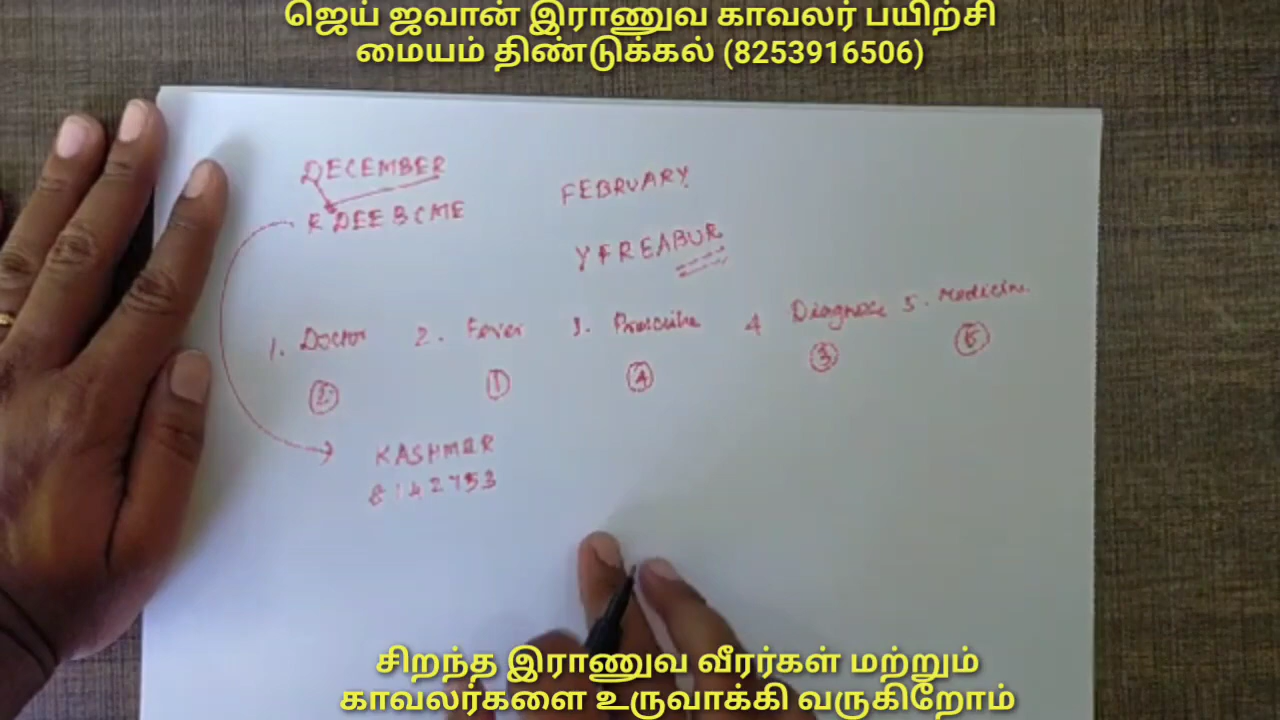 ஜெய் ஜவான் இராணுவ காவலர் பயிற்சி
மையம் திண்டுக்கல் (8253916506)
DECEMBER
FEBRUARY
R DEEBCME
YFREABUR
1. Doctor 2. Fever 3. Prescribe 4 Diagnose 5. Medicine
2 1 4 3 5
KASHMER
8142753
சிறந்த இராணுவ வீரர்கள் மற்றும்
காவலர்களை உருவாக்கி வருகிறோம்